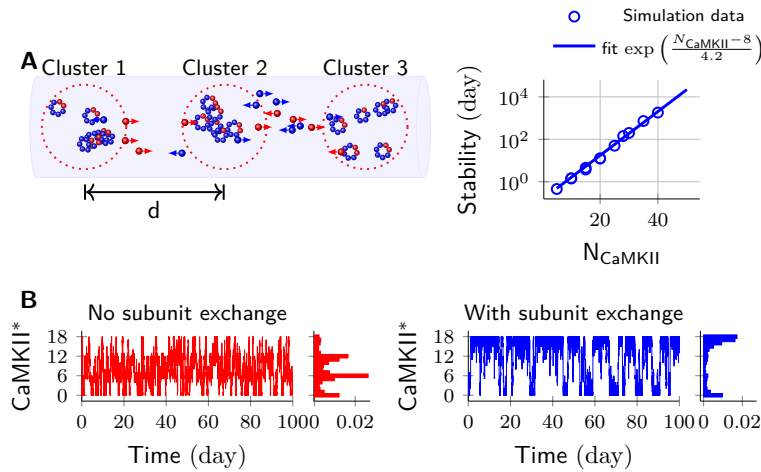 A
Cluster 1 Cluster 2 Cluster 3
d
Simulation data
fit exp ( (N_CaMKII − 8) / 4.2 )
Stability (day)
10^4
10^2
10^0
20 40
N_CaMKII
B
No subunit exchange
CaMKII*
18
12
6
0
0 20 40 60 80 100
Time (day)
0 0.02
With subunit exchange
CaMKII*
18
12
6
0
0 20 40 60 80 100
Time (day)
0 0.02